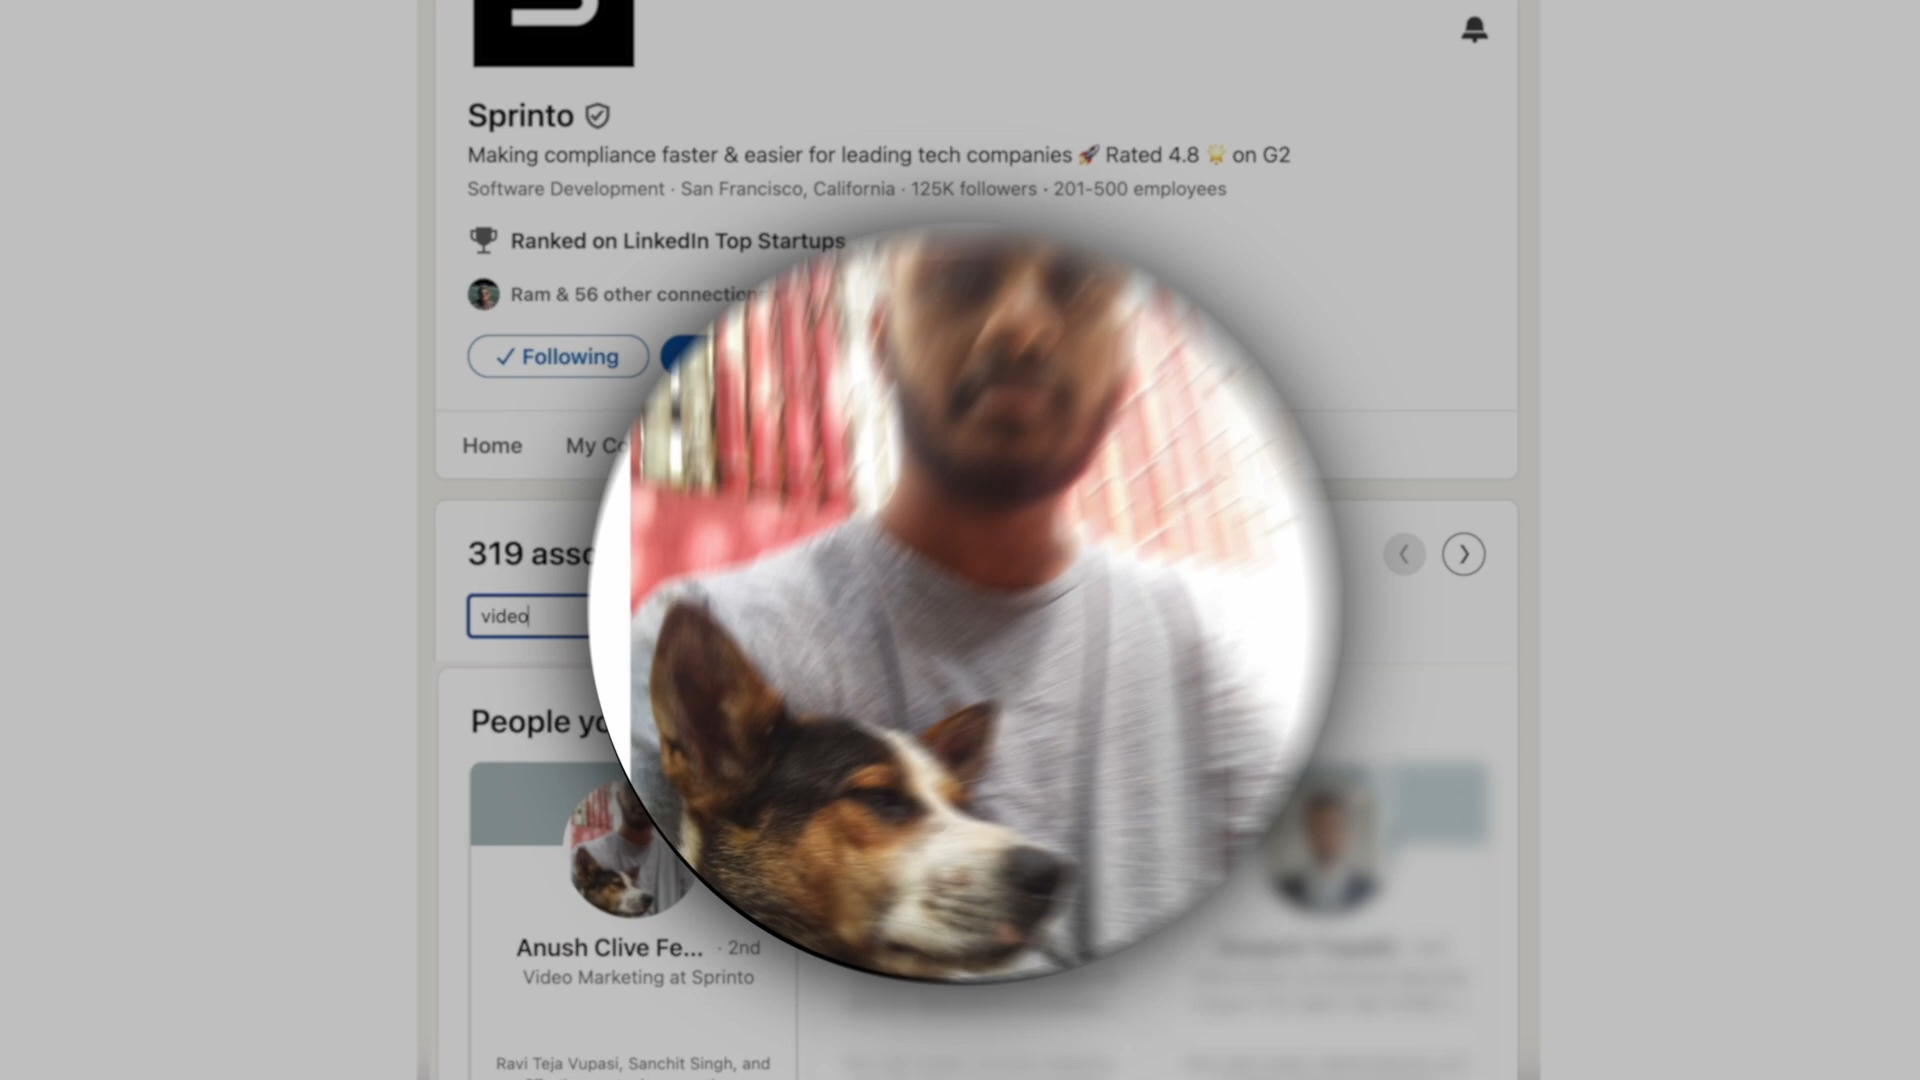 Sprinto
Making compliance faster & easier for leading tech companies 🚀 Rated 4.8 🌟 on G2
Software Development · San Francisco, California · 125K followers · 201-500 employees
Ranked on LinkedIn Top Startups
Ram & 56 other connection
✓ Following
Home My Co
319 asso
video
People yo
Anush Clive Fe... · 2nd
Video Marketing at Sprinto
Ravi Teja Vupasi, Sanchit Singh, and